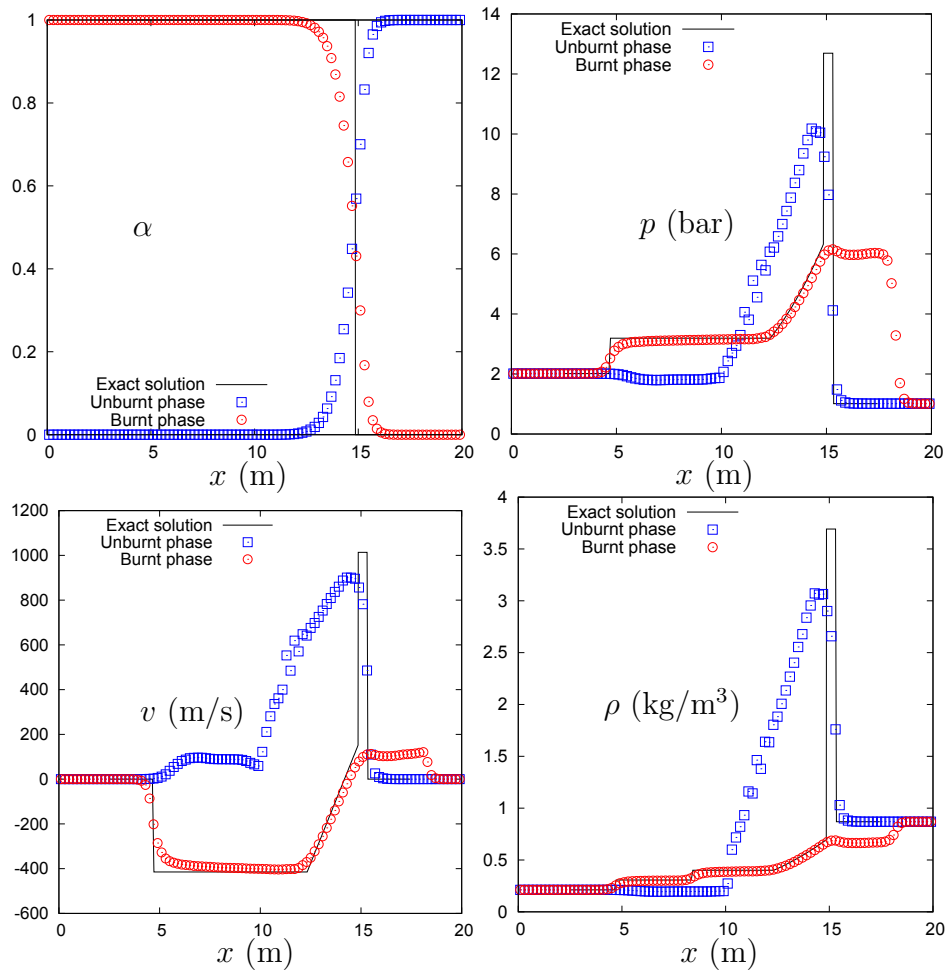 1
0.8
0.6
0.4
0.2
0
α
Exact solution
Unburnt phase
Burnt phase
0 5 10 15 20
x (m)
14
12
10
8
6
4
2
0
Exact solution
Unburnt phase
Burnt phase
p (bar)
0 5 10 15 20
x (m)
1200
1000
800
600
400
200
0
-200
-400
-600
Exact solution
Unburnt phase
Burnt phase
v (m/s)
0 5 10 15 20
x (m)
4
3.5
3
2.5
2
1.5
1
0.5
0
Exact solution
Unburnt phase
Burnt phase
ρ (kg/m³)
0 5 10 15 20
x (m)